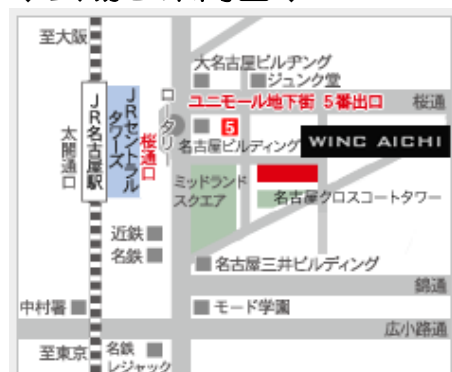 至大阪
大名古屋ビルヂング
ジュンク堂
ユニモール地下街 5番出口
桜通
ロータリー
JRセントラル
タワーズ
JR名古屋駅
桜通口
太閤通口
5
名古屋ビルディング
WINC AICHI
ミッドランド
スクエア
名古屋クロスコートタワー
近鉄
名鉄
名古屋三井ビルディング
錦通
中村署
モード学園
広小路通
至東京
名鉄
レジャック